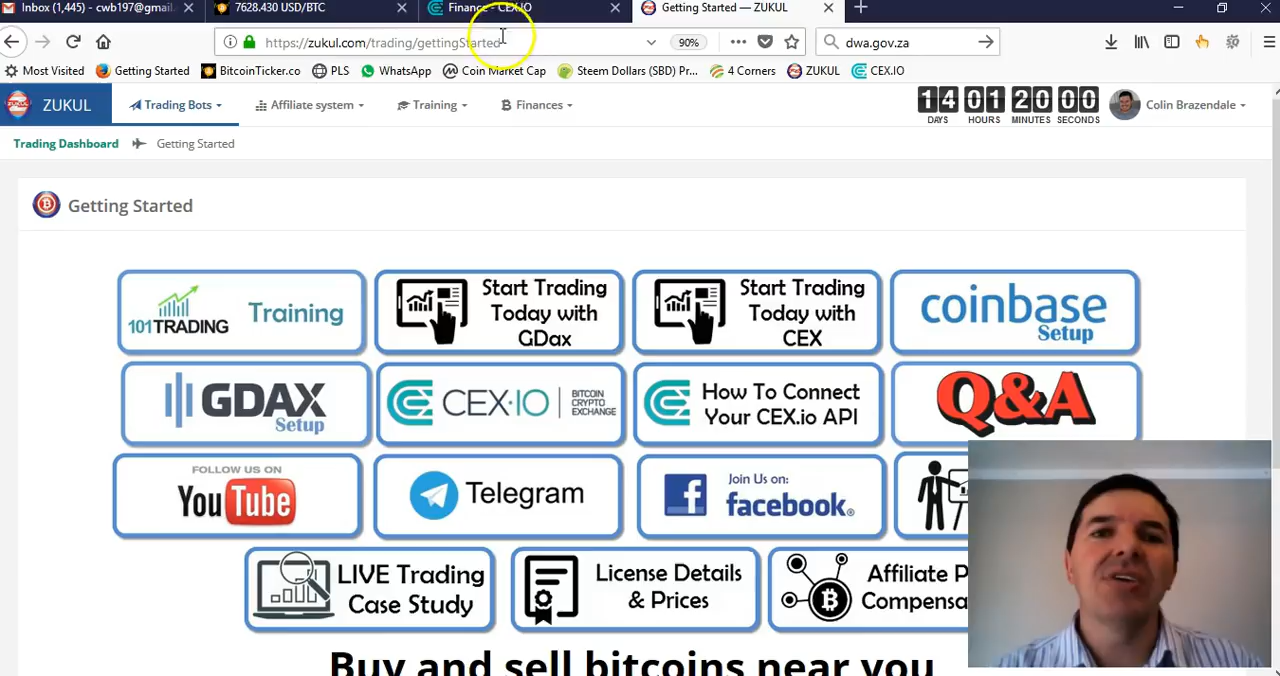 Inbox (1,445) - cwb197@gmail.
7628.430 USD/BTC
Finance - CEX.IO
Getting Started — ZUKUL
https://zukul.com/trading/gettingStarted
90%
dwa.gov.za
Most Visited
Getting Started
BitcoinTicker.co
PLS
WhatsApp
Coin Market Cap
Steem Dollars (SBD) Pr...
4 Corners
ZUKUL
CEX.IO
ZUKUL
Trading Bots
Affiliate system
Training
Finances
14 01 20 00
DAYS HOURS MINUTES SECONDS
Colin Brazendale
Trading Dashboard
Getting Started
Getting Started
101TRADING Training
Start Trading
Today with
GDax
Start Trading
Today with
CEX
coinbase
Setup
GDAX
Setup
CEX.IO
BITCOIN
CRYPTO
EXCHANGE
How To Connect
Your CEX.io API
Q&A
FOLLOW US ON
YouTube
Telegram
Join Us on:
facebook.
LIVE Trading
Case Study
License Details
& Prices
Affiliate P
Compensa
Buy and sell bitcoins near you